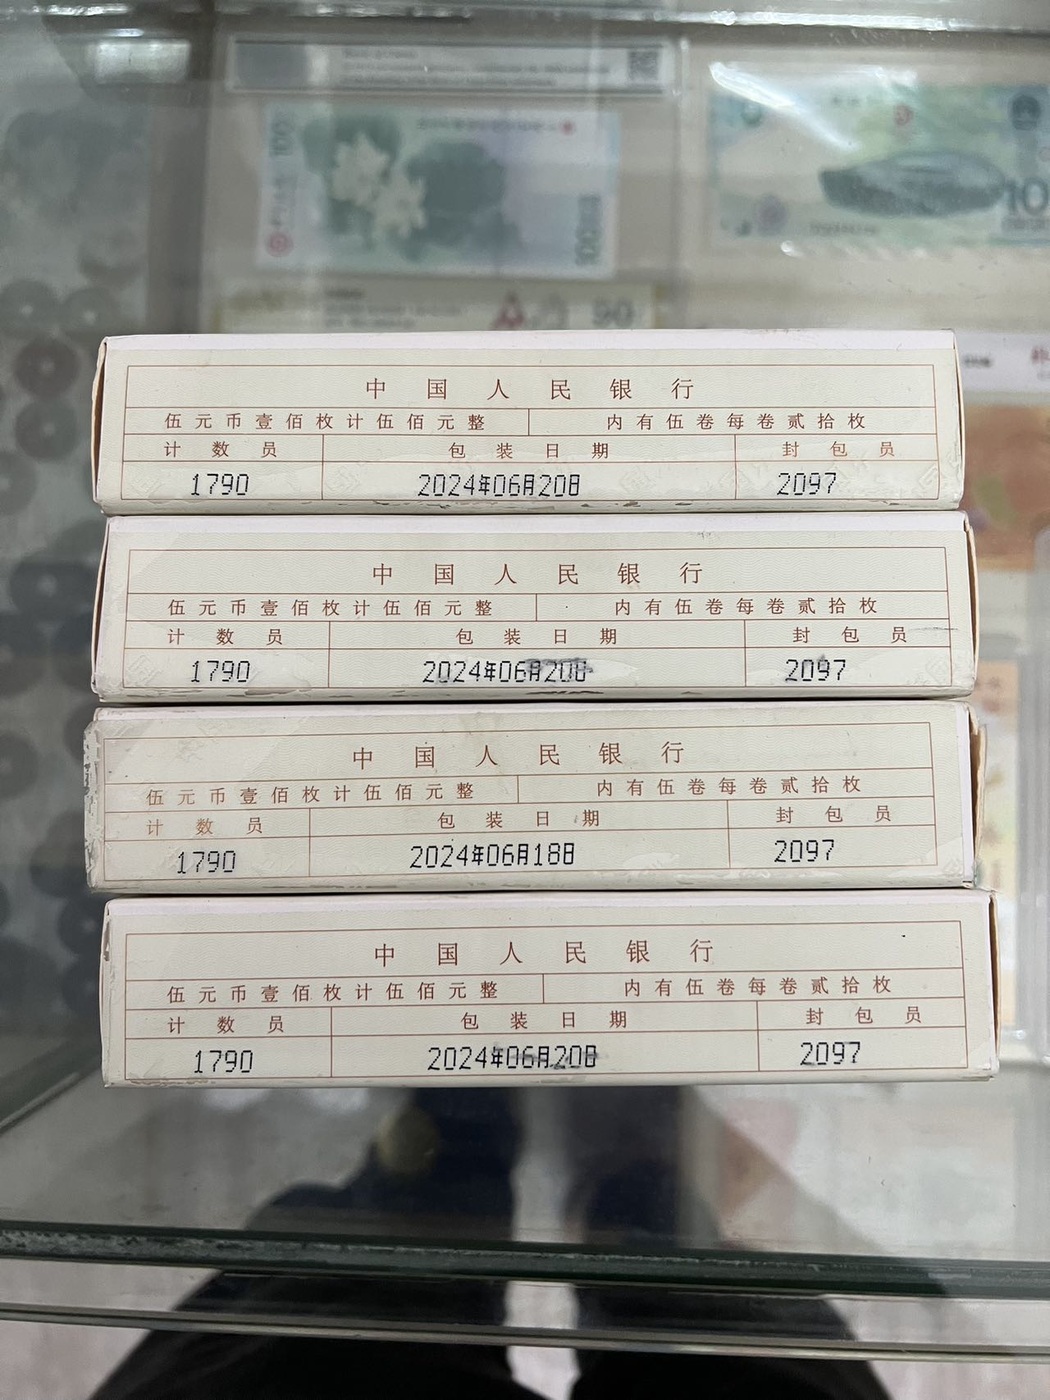 100
10
90
中国人民银行
伍元币壹佰枚计伍佰元整 内有伍卷每卷贰拾枚
计数员 包装日期 封包员
1790 2024年06月20日 2097
中国人民银行
伍元币壹佰枚计伍佰元整 内有伍卷每卷贰拾枚
计数员 包装日期 封包员
1790 2024年06月20日 2097
中国人民银行
伍元币壹佰枚计伍佰元整 内有伍卷每卷贰拾枚
计数员 包装日期 封包员
1790 2024年06月18日 2097
中国人民银行
伍元币壹佰枚计伍佰元整 内有伍卷每卷贰拾枚
计数员 包装日期 封包员
1790 2024年06月20日 2097